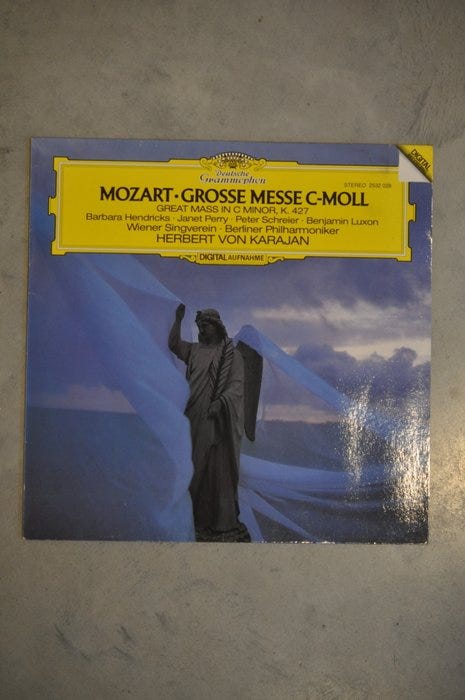 Deutsche
Grammophon
DIGITAL
STEREO 2532 028
MOZART · GROSSE MESSE C-MOLL
GREAT MASS IN C MINOR, K. 427
Barbara Hendricks · Janet Perry · Peter Schreier · Benjamin Luxon
Wiener Singverein · Berliner Philharmoniker
HERBERT VON KARAJAN
DIGITAL AUFNAHME